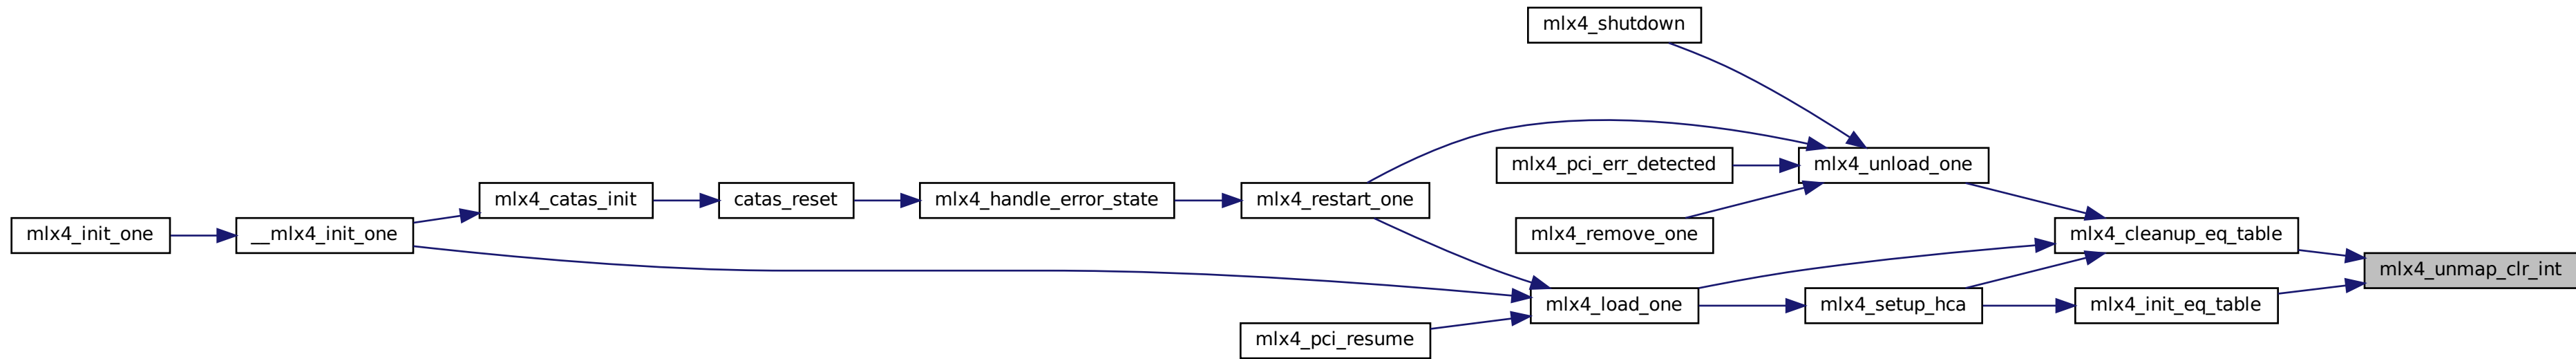 mlx4_shutdown
mlx4_pci_err_detected
mlx4_unload_one
mlx4_catas_init
catas_reset
mlx4_handle_error_state
mlx4_restart_one
mlx4_init_one
__mlx4_init_one
mlx4_remove_one
mlx4_cleanup_eq_table
mlx4_unmap_clr_int
mlx4_load_one
mlx4_setup_hca
mlx4_init_eq_table
mlx4_pci_resume